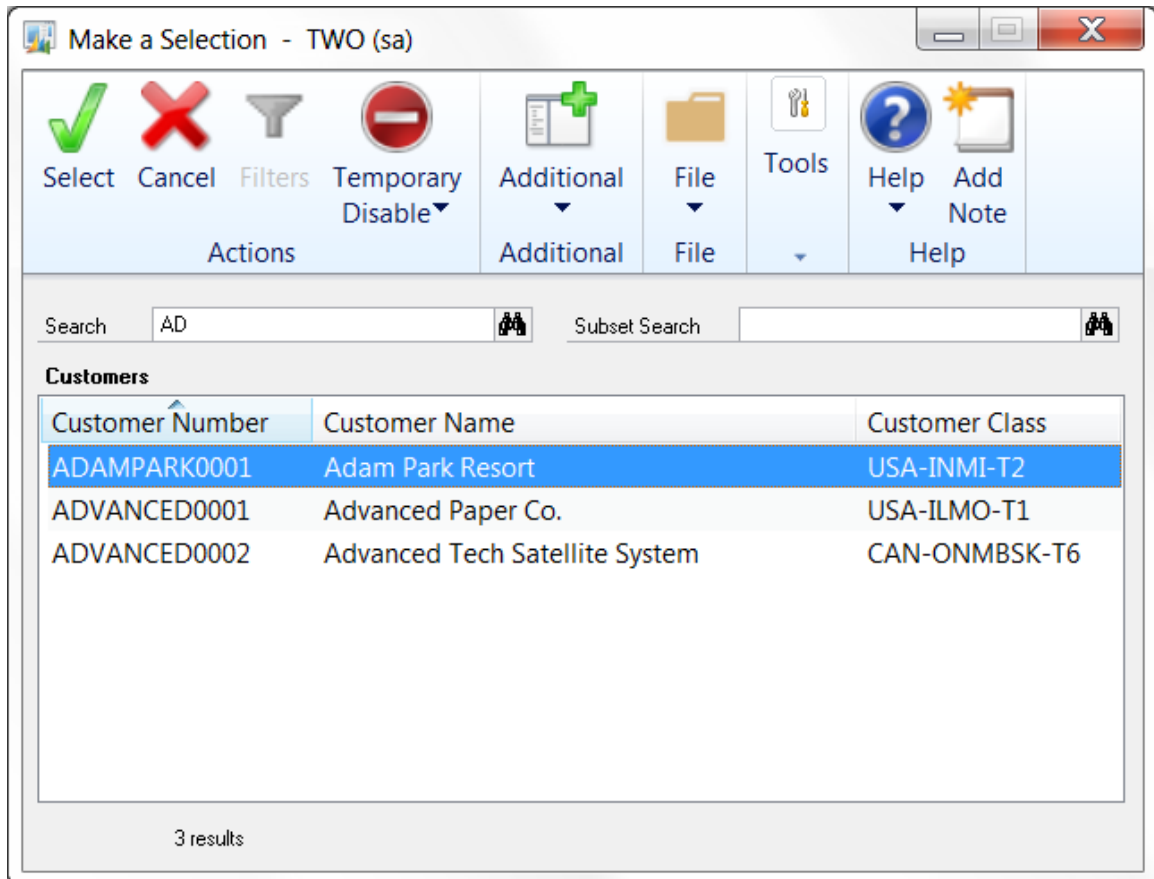 Make a Selection - TWO (sa)
Select Cancel Filters Temporary Disable Additional File Tools Help Add Note
Actions Additional File Help
Search AD Subset Search
Customers
Customer Number Customer Name Customer Class
ADAMPARK0001 Adam Park Resort USA-INMI-T2
ADVANCED0001 Advanced Paper Co. USA-ILMO-T1
ADVANCED0002 Advanced Tech Satellite System CAN-ONMBSK-T6
3 results